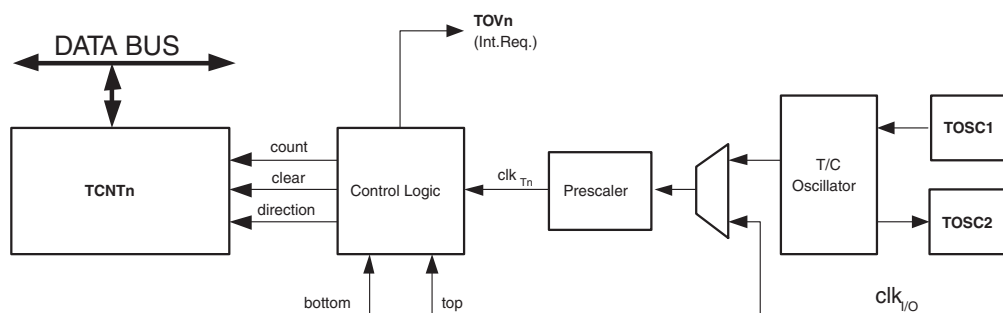 TOVn
(Int.Req.)
DATA BUS
TOSC1
count
TCNTn
clear
Control Logic
clk Tn
Prescaler
T/C
Oscillator
direction
TOSC2
bottom
top
clk I/O